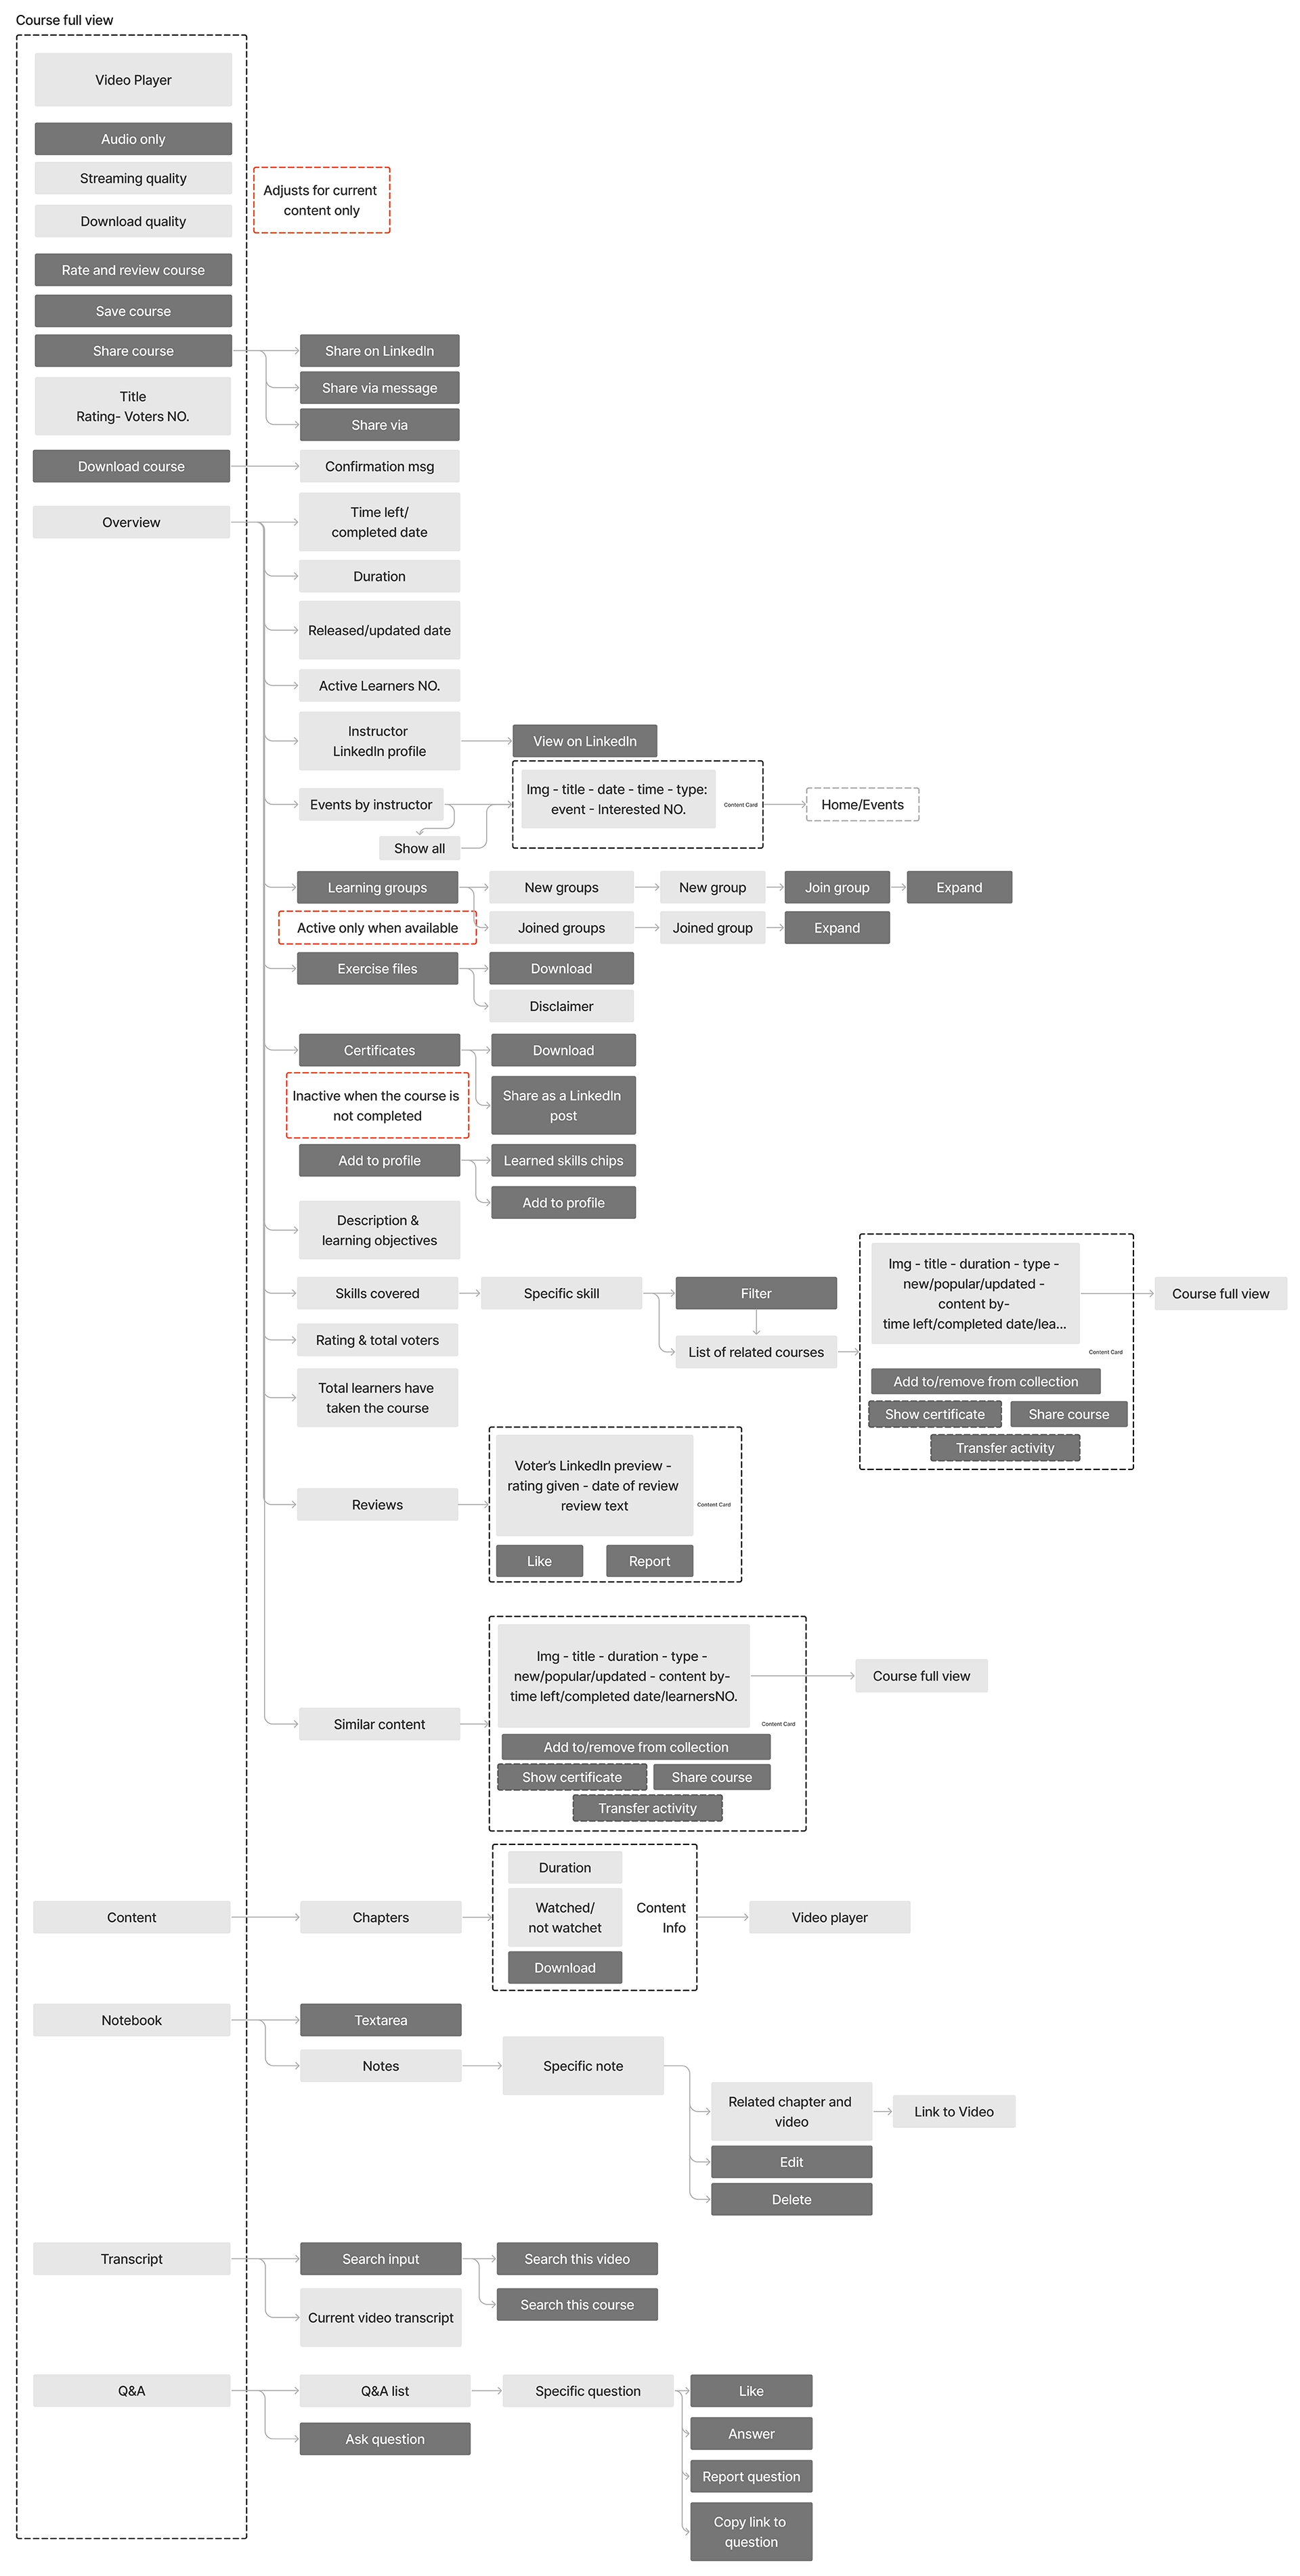 Course full view
Video Player
Audio only
Streaming quality
Adjusts for current
content only
Download quality
Rate and review course
Save course
Share course
Share on LinkedIn
Share via message
Share via
Title
Rating- Voters NO.
Download course
Confirmation msg
Overview
Time left/
completed date
Duration
Released/updated date
Active Learners NO.
Instructor
LinkedIn profile
View on LinkedIn
Events by instructor
Show all
Img - title - date - time - type:
event - Interested NO.
Content Card
Home/Events
Learning groups
New groups
New group
Join group
Expand
Active only when available
Joined groups
Joined group
Expand
Exercise files
Download
Disclaimer
Certificates
Download
Inactive when the course is
not completed
Share as a LinkedIn
post
Add to profile
Learned skills chips
Add to profile
Description &
learning objectives
Skills covered
Specific skill
Filter
List of related courses
Img - title - duration - type -
new/popular/updated -
content by-
time left/completed date/lea...
Content Card
Add to/remove from collection
Show certificate
Share course
Transfer activity
Course full view
Rating & total voters
Total learners have
taken the course
Reviews
Voter’s LinkedIn preview -
rating given - date of review
review text
Content Card
Like
Report
Similar content
Img - title - duration - type -
new/popular/updated - content by-
time left/completed date/learnersNO.
Content Card
Add to/remove from collection
Show certificate
Share course
Transfer activity
Course full view
Content
Chapters
Duration
Watched/
not watchet
Download
Content
Info
Video player
Notebook
Textarea
Notes
Specific note
Related chapter and
video
Link to Video
Edit
Delete
Transcript
Search input
Search this video
Search this course
Current video transcript
Q&A
Q&A list
Specific question
Like
Ask question
Answer
Report question
Copy link to
question